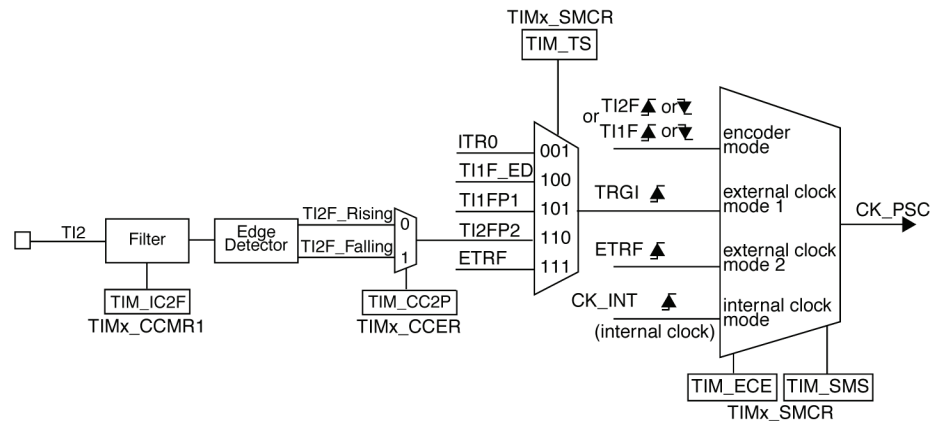 TIMx_SMCR
TIM_TS
or TI2F or
TI1F or
encoder
mode
ITR0
001
TI1F_ED
100
TI1FP1
101
TI2FP2
110
ETRF
111
TRGI
external clock
mode 1
CK_PSC
ETRF
external clock
mode 2
CK_INT
(internal clock)
internal clock
mode
TI2
Filter
Edge
Detector
TI2F_Rising
0
TI2F_Falling
1
TIM_IC2F
TIMx_CCMR1
TIM_CC2P
TIMx_CCER
TIM_ECE
TIM_SMS
TIMx_SMCR